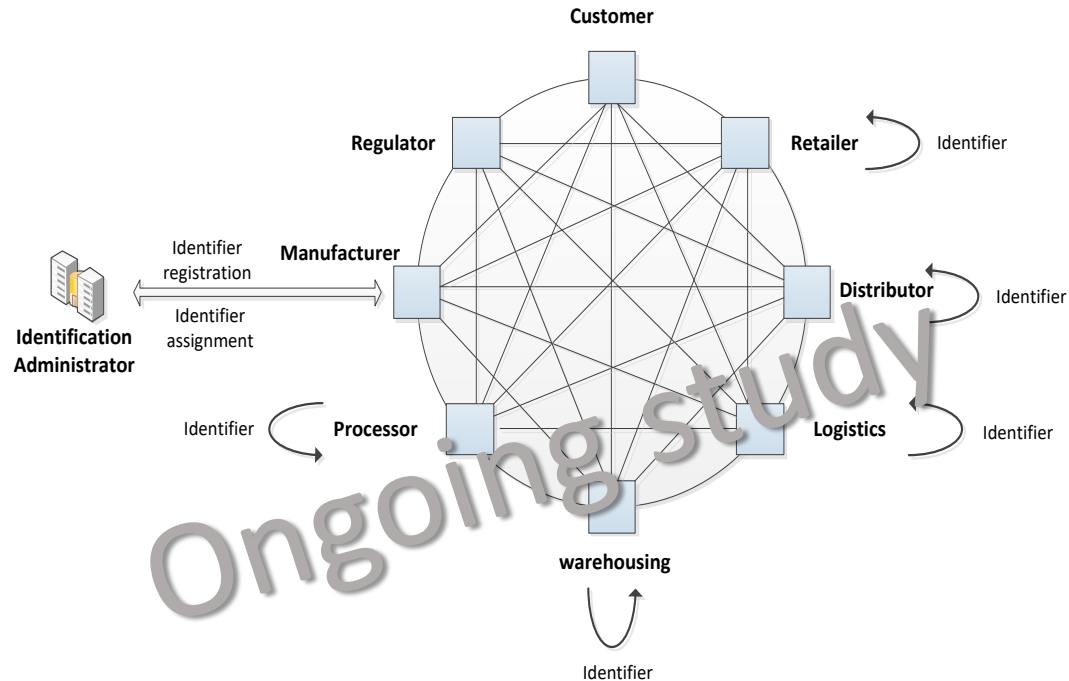 Customer
Regulator
Retailer
Identifier
Manufacturer
Identifier
registration
Identifier
assignment
Identification
Administrator
Distributor
Identifier
Identifier
Processor
Logistics
Identifier
Ongoing study
warehousing
Identifier